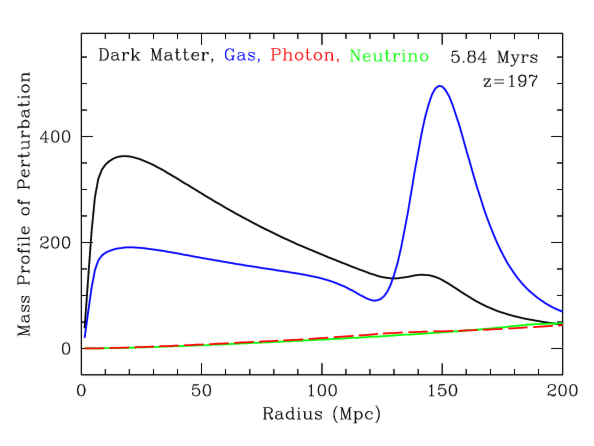 Dark Matter, Gas, Photon, Neutrino 5.84 Myrs
z=197
Mass Profile of Perturbation
400
200
0
0 50 100 150 200
Radius (Mpc)